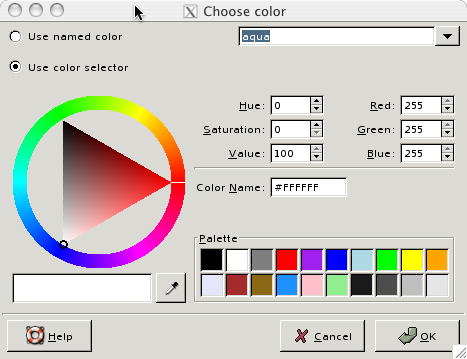 Choose color
Use named color
aqua
Use color selector
Hue: 0 Red: 255
Saturation: 0 Green: 255
Value: 100 Blue: 255
Color Name: #FFFFFF
Palette
Help Cancel OK